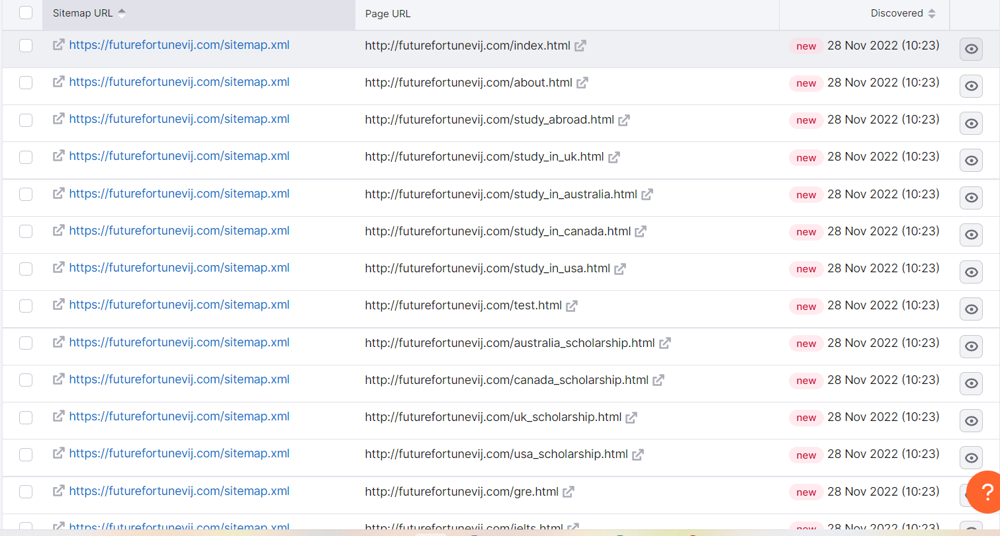 Sitemap URL Page URL Discovered
https://futurefortunevij.com/sitemap.xml http://futurefortunevij.com/index.html new 28 Nov 2022 (10:23)
https://futurefortunevij.com/sitemap.xml http://futurefortunevij.com/about.html new 28 Nov 2022 (10:23)
https://futurefortunevij.com/sitemap.xml http://futurefortunevij.com/study_abroad.html new 28 Nov 2022 (10:23)
https://futurefortunevij.com/sitemap.xml http://futurefortunevij.com/study_in_uk.html new 28 Nov 2022 (10:23)
https://futurefortunevij.com/sitemap.xml http://futurefortunevij.com/study_in_australia.html new 28 Nov 2022 (10:23)
https://futurefortunevij.com/sitemap.xml http://futurefortunevij.com/study_in_canada.html new 28 Nov 2022 (10:23)
https://futurefortunevij.com/sitemap.xml http://futurefortunevij.com/study_in_usa.html new 28 Nov 2022 (10:23)
https://futurefortunevij.com/sitemap.xml http://futurefortunevij.com/test.html new 28 Nov 2022 (10:23)
https://futurefortunevij.com/sitemap.xml http://futurefortunevij.com/australia_scholarship.html new 28 Nov 2022 (10:23)
https://futurefortunevij.com/sitemap.xml http://futurefortunevij.com/canada_scholarship.html new 28 Nov 2022 (10:23)
https://futurefortunevij.com/sitemap.xml http://futurefortunevij.com/uk_scholarship.html new 28 Nov 2022 (10:23)
https://futurefortunevij.com/sitemap.xml http://futurefortunevij.com/usa_scholarship.html new 28 Nov 2022 (10:23)
https://futurefortunevij.com/sitemap.xml http://futurefortunevij.com/gre.html new 28 Nov 2022 (10:23)
?
https://futurefortunevij.com/sitemap.xml http://futurefortunevij.com/ielts.html new 28 Nov 2022 (10:23)